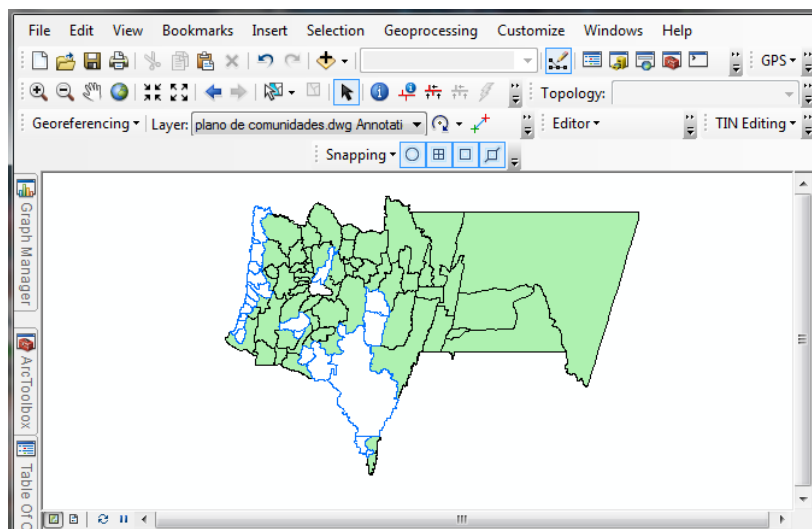 File Edit View Bookmarks Insert Selection Geoprocessing Customize Windows Help
GPS
Topology:
Georeferencing Layer: plano de comunidades.dwg Annotati Editor TIN Editing
Snapping
Graph Manager
ArcToolbox
Table Of C